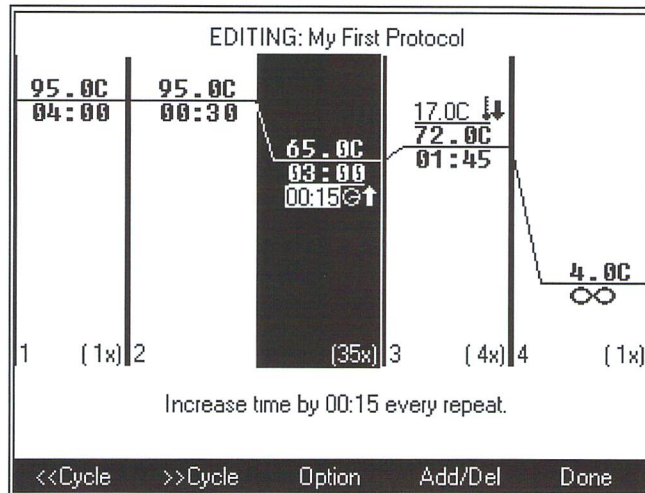 EDITING: My First Protocol
95.0C
04:00
95.0C
00:30
65.0C
03:00
00:15
17.0C
72.0C
01:45
4.0C
∞
1 (1x) 2 (35x) 3 (4x) 4 (1x)
Increase time by 00:15 every repeat.
<<Cycle >>Cycle Option Add/Del Done